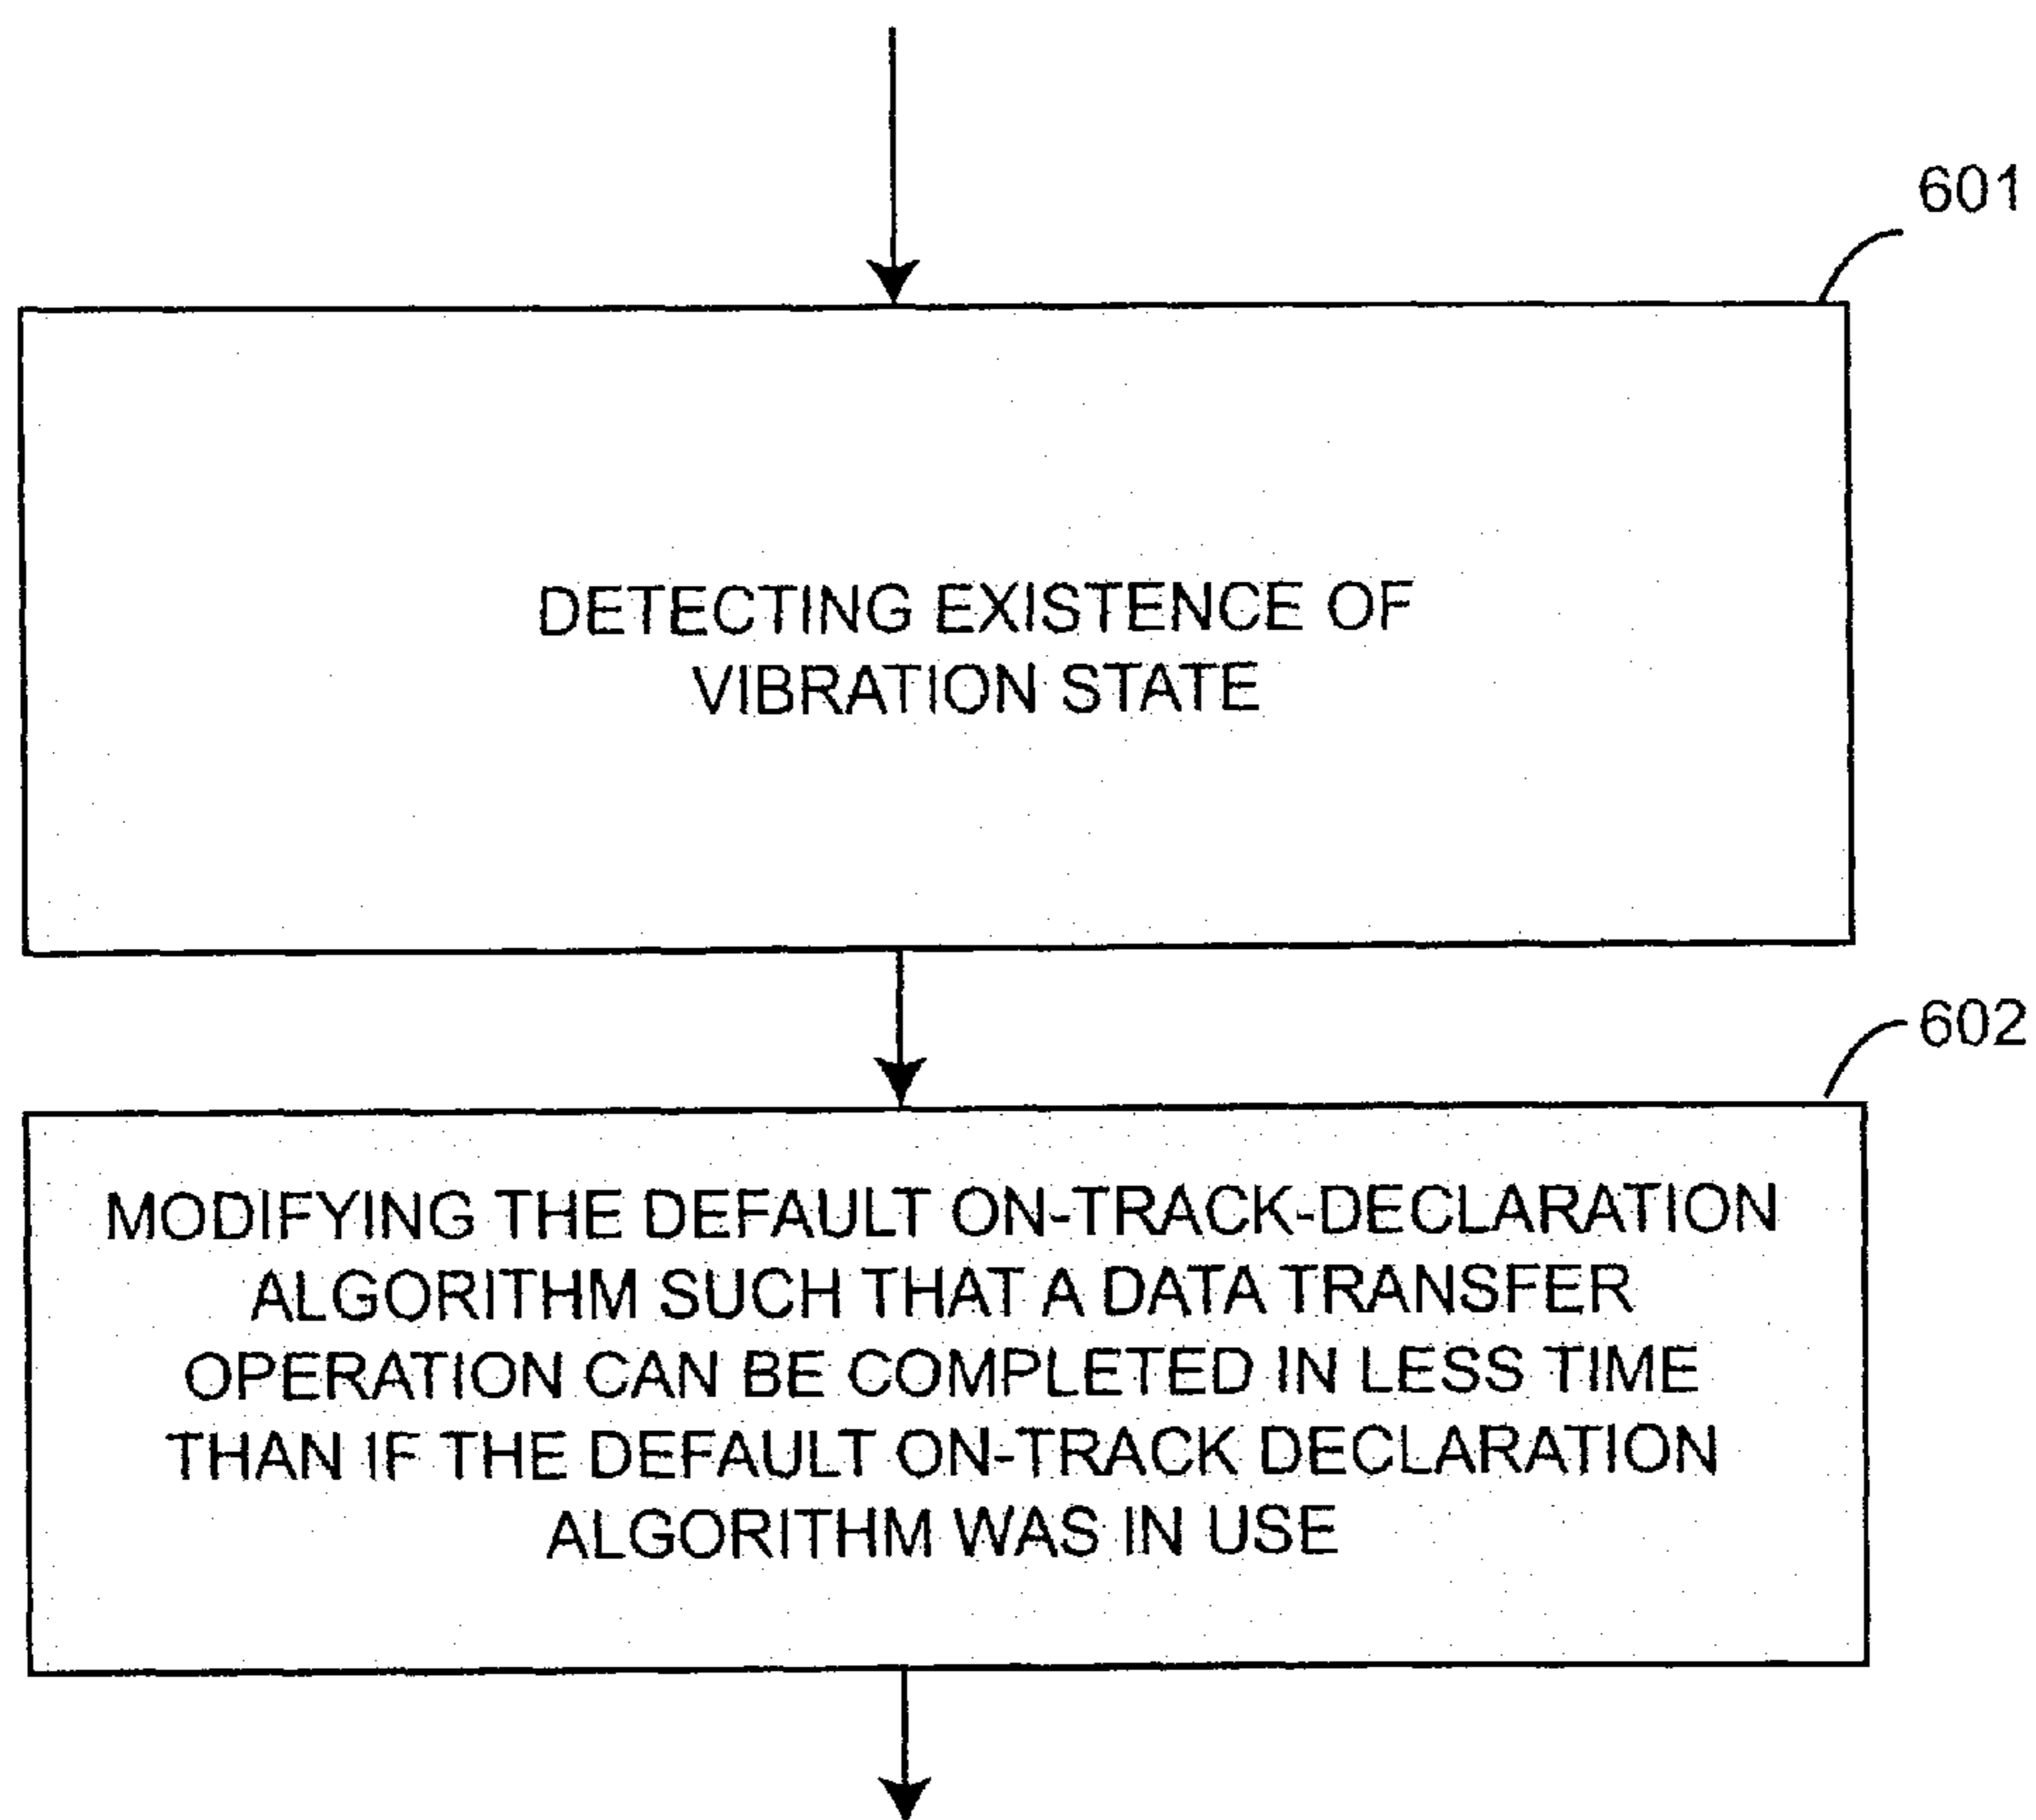 601
DETECTING EXISTENCE OF
VIBRATION STATE
602
MODIFYING THE DEFAULT ON-TRACK-DECLARATION
ALGORITHM SUCH THAT A DATA TRANSFER
OPERATION CAN BE COMPLETED IN LESS TIME
THAN IF THE DEFAULT ON-TRACK DECLARATION
ALGORITHM WAS IN USE